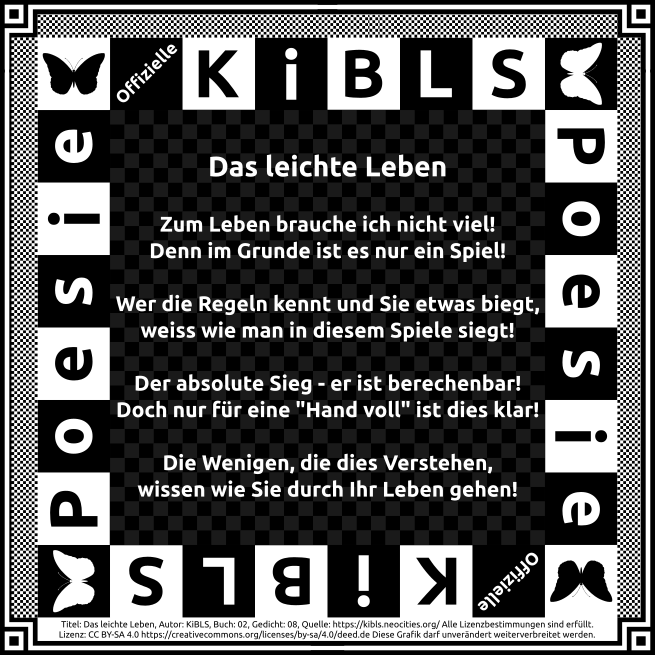 Offizielle
KiBLS
Poesie
Poesie
Das leichte Leben
Zum Leben brauche ich nicht viel!
Denn im Grunde ist es nur ein Spiel!
Wer die Regeln kennt und Sie etwas biegt,
weiss wie man in diesem Spiele siegt!
Der absolute Sieg - er ist berechenbar!
Doch nur für eine "Hand voll" ist dies klar!
Die Wenigen, die dies Verstehen,
wissen wie Sie durch Ihr Leben gehen!
Offizielle
KiBLS
Titel: Das leichte Leben, Autor: KiBLS, Buch: 02, Gedicht: 08, Quelle: https://kibls.neocities.org/ Alle Lizenzbestimmungen sind erfüllt.
Lizenz: CC BY-SA 4.0 https://creativecommons.org/licenses/by-sa/4.0/deed.de Diese Grafik darf unverändert weiterverbreitet werden.